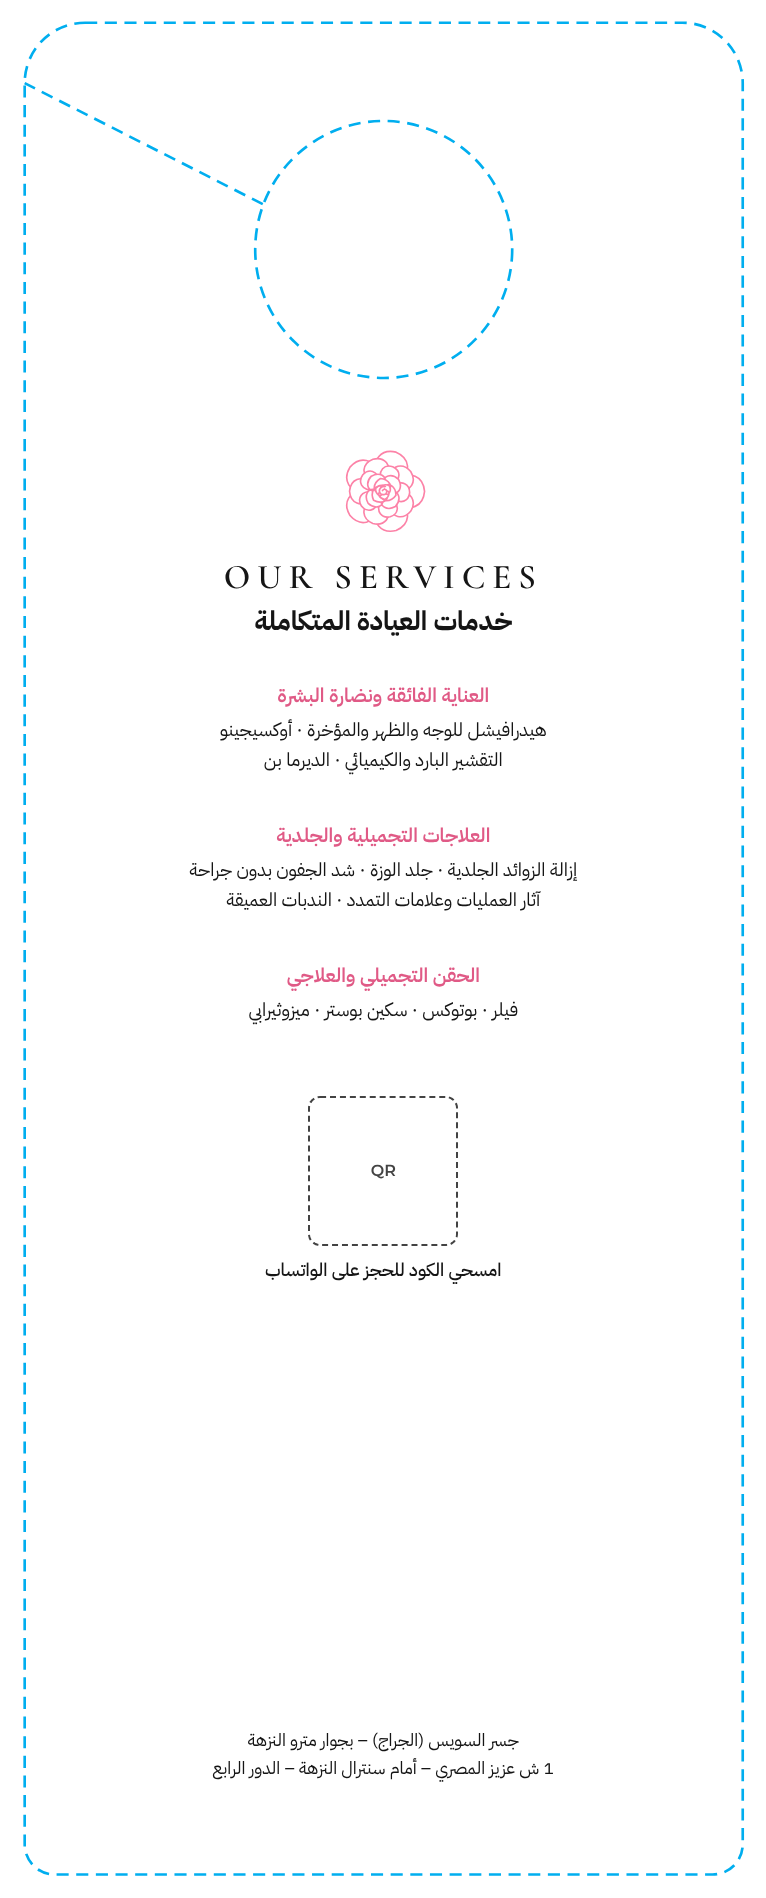 OUR SERVICES
خدمات العيادة المتكاملة
العناية الفائقة ونضارة البشرة
هيدرافيشل للوجه والظهر والمؤخرة · أوكسيجينو
التقشير البارد والكيميائي · الديرما بن
العلاجات التجميلية والجلدية
إزالة الزوائد الجلدية · جلد الوزة · شد الجفون بدون جراحة
آثار العمليات وعلامات التمدد · الندبات العميقة
الحقن التجميلي والعلاجي
فيلر · بوتوكس · سكين بوستر · ميزوثيرابي
QR
امسحي الكود للحجز على الواتساب
جسر السويس (الجراج) – بجوار مترو النزهة
1 ش عزيز المصري – أمام سنترال النزهة – الدور الرابع